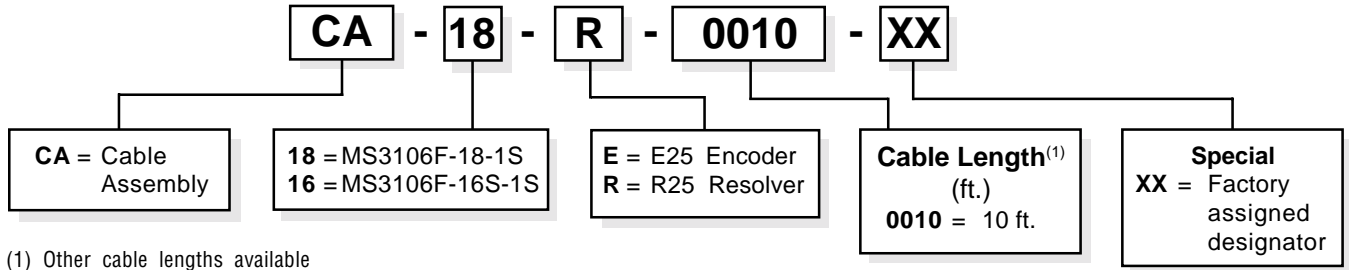 CA - 18 - R - 0010 - XX
CA = Cable
Assembly
18 = MS3106F-18-1S
16 = MS3106F-16S-1S
E = E25 Encoder
R = R25 Resolver
Cable Length(1)
(ft.)
0010 = 10 ft.
Special
XX = Factory
assigned
designator
(1) Other cable lengths available